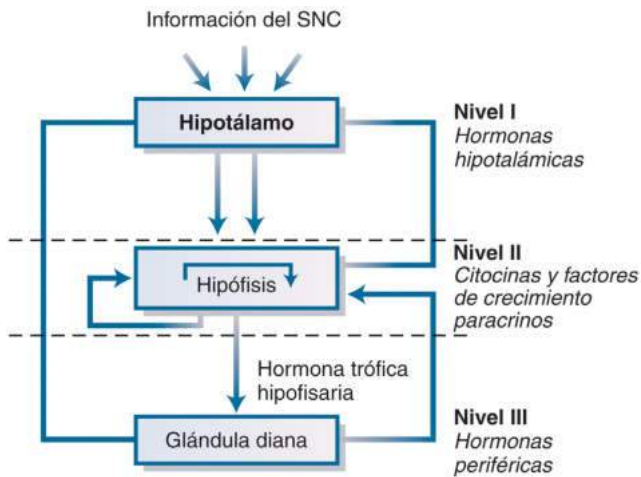 Información del SNC
Hipotálamo
Nivel I
Hormonas
hipotalámicas
Nivel II
Citocinas y factores
de crecimiento
paracrinos
Hipófisis
Hormona trófica
hipofisaria
Glándula diana
Nivel III
Hormonas
periféricas